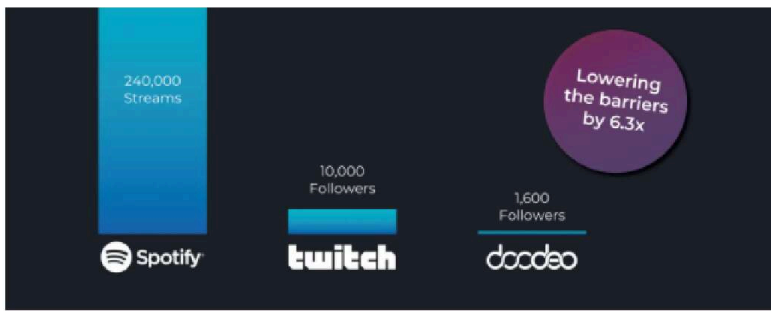 240,000
Streams
Lowering
the barriers
by 6.3x
10,000
Followers
1,600
Followers
Spotify
twitch
doodeo